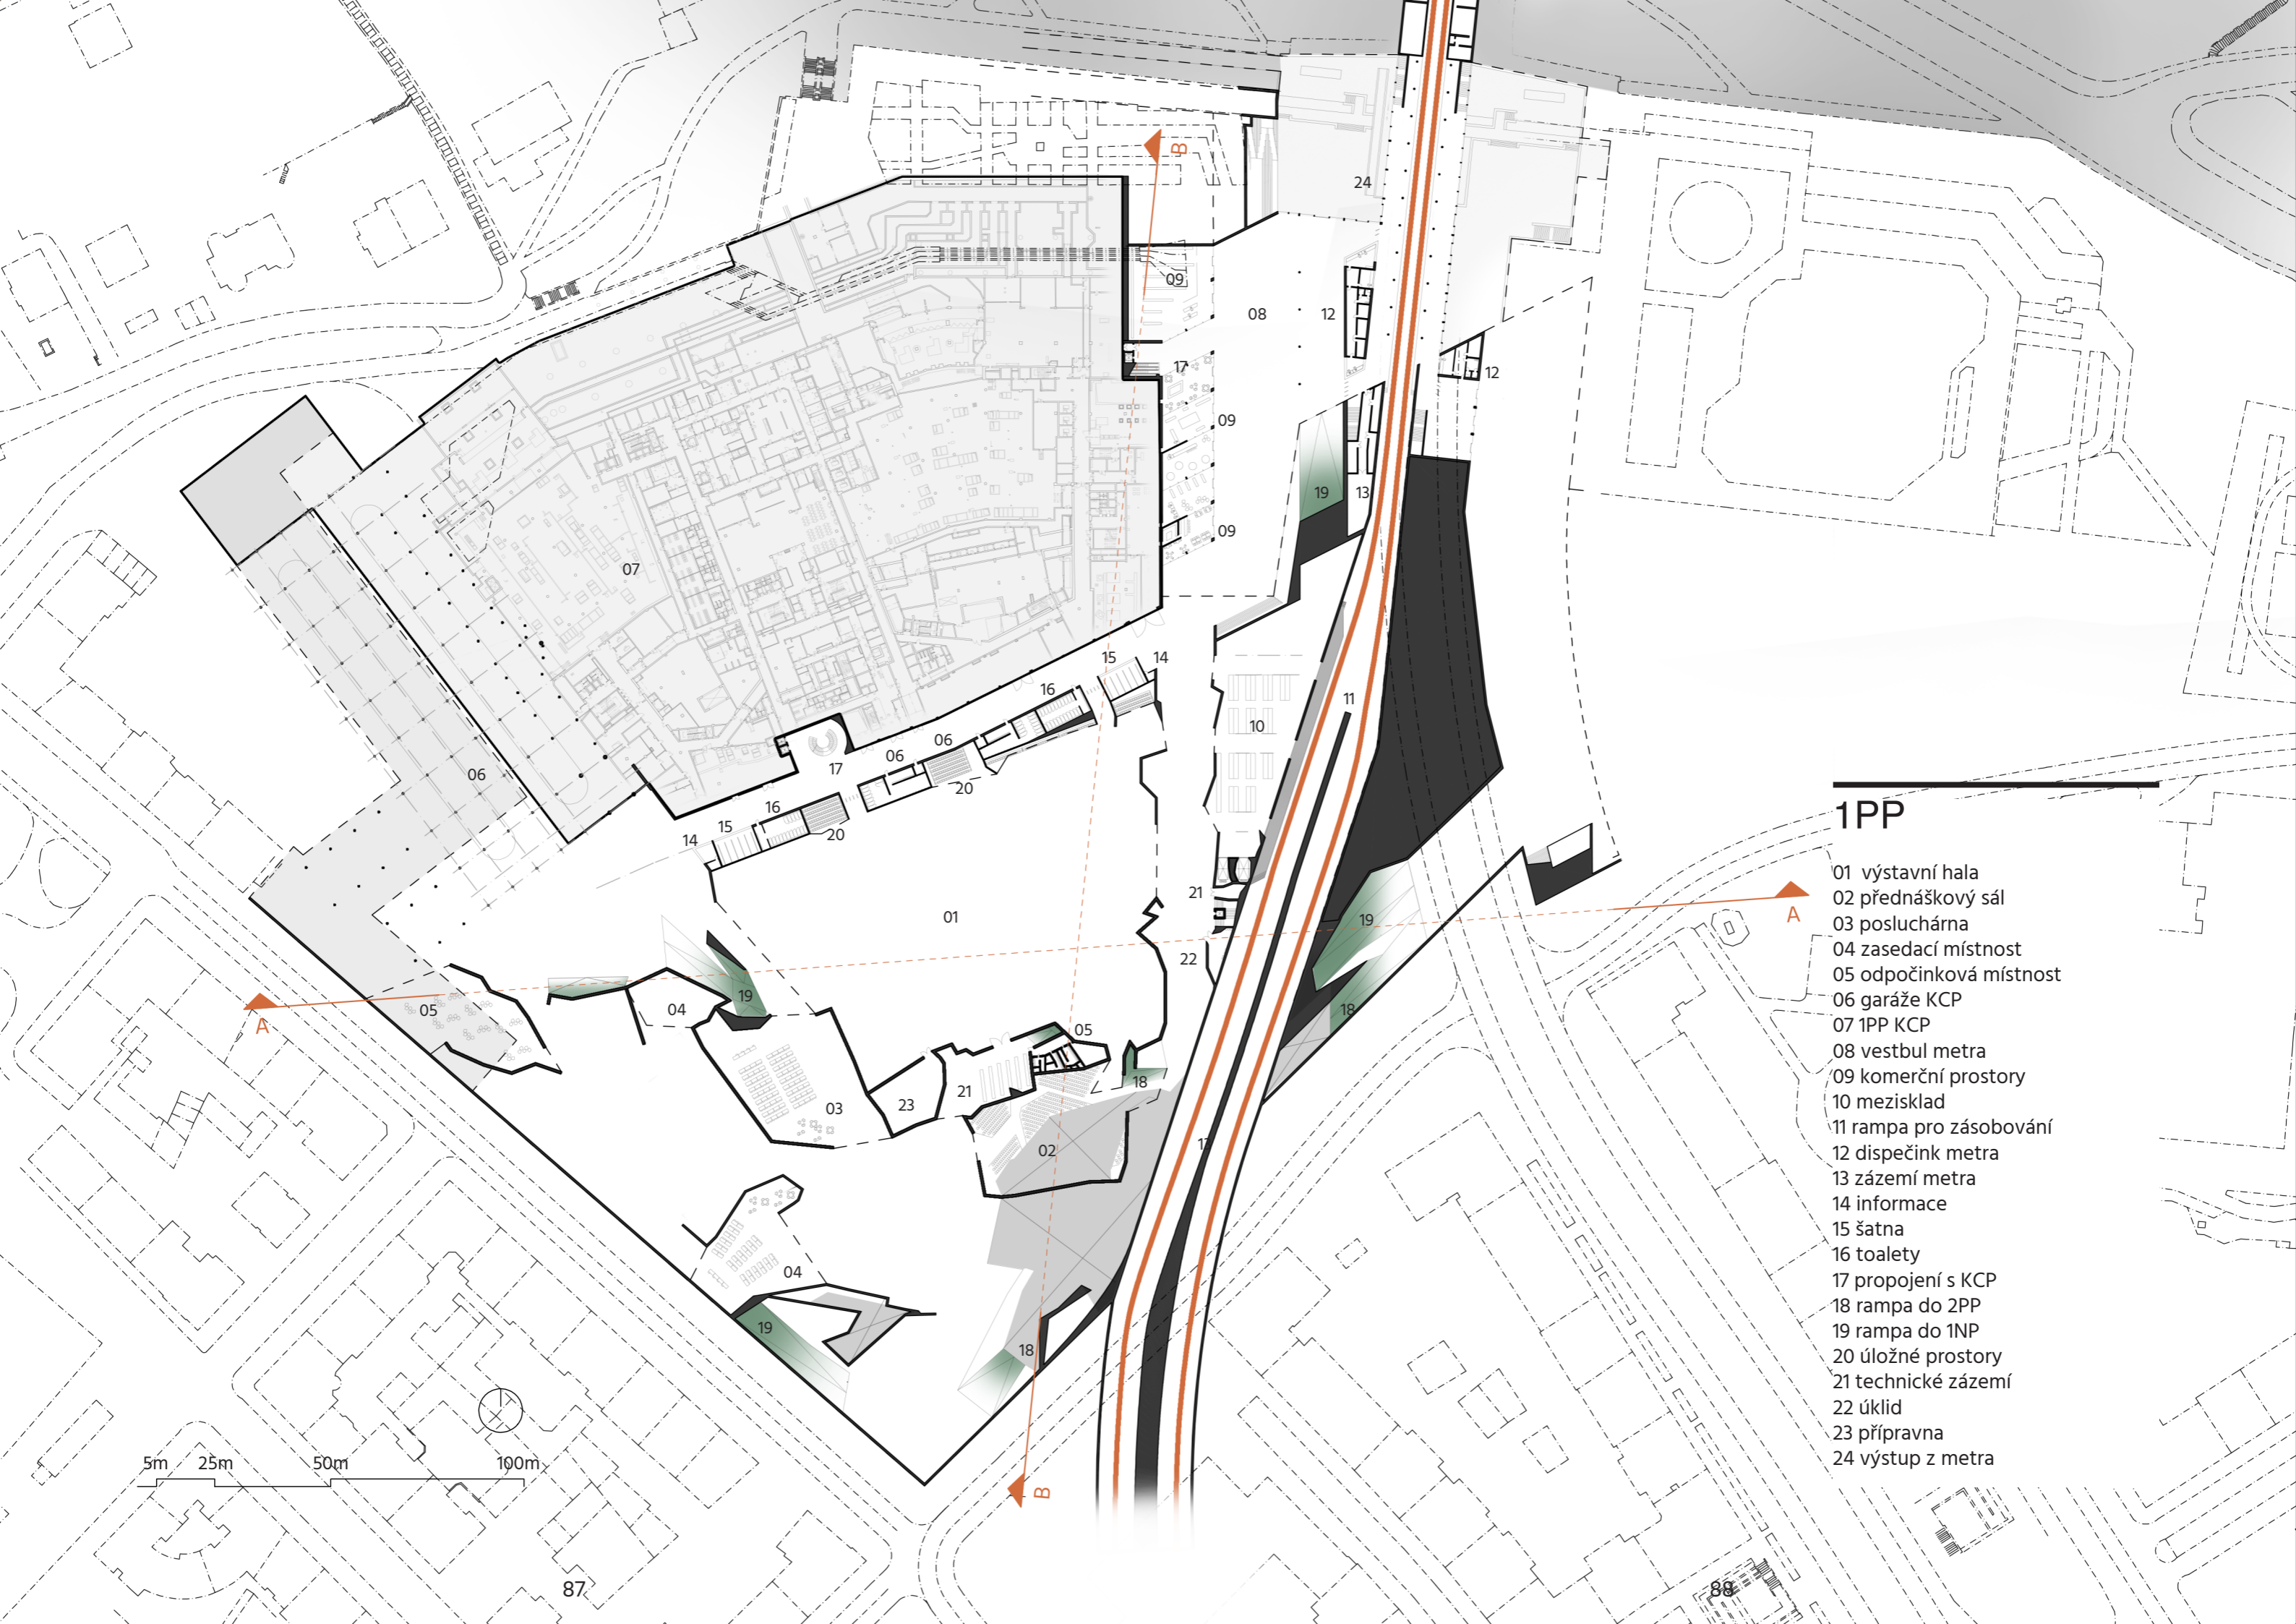 B
24
09
08
12
17
12
09
19
13
09
07
15
14
16
11
10
06
06
17
06
20
16
15
20
14
1PP
01 výstavní hala
02 přednáškový sál
03 posluchárna
04 zasedací místnost
05 odpočinková místnost
06 garáže KCP
07 1PP KCP
08 vestbul metra
09 komerční prostory
10 mezisklad
11 rampa pro zásobování
12 dispečink metra
13 zázemí metra
14 informace
15 šatna
16 toalety
17 propojení s KCP
18 rampa do 2PP
19 rampa do 1NP
20 úložné prostory
21 technické zázemí
22 úklid
23 přípravna
24 výstup z metra
21
01
19
A
22
19
05
04
18
A
05
18
21
23
03
02
04
19
18
5m 25m 50m 100m
B
87
88